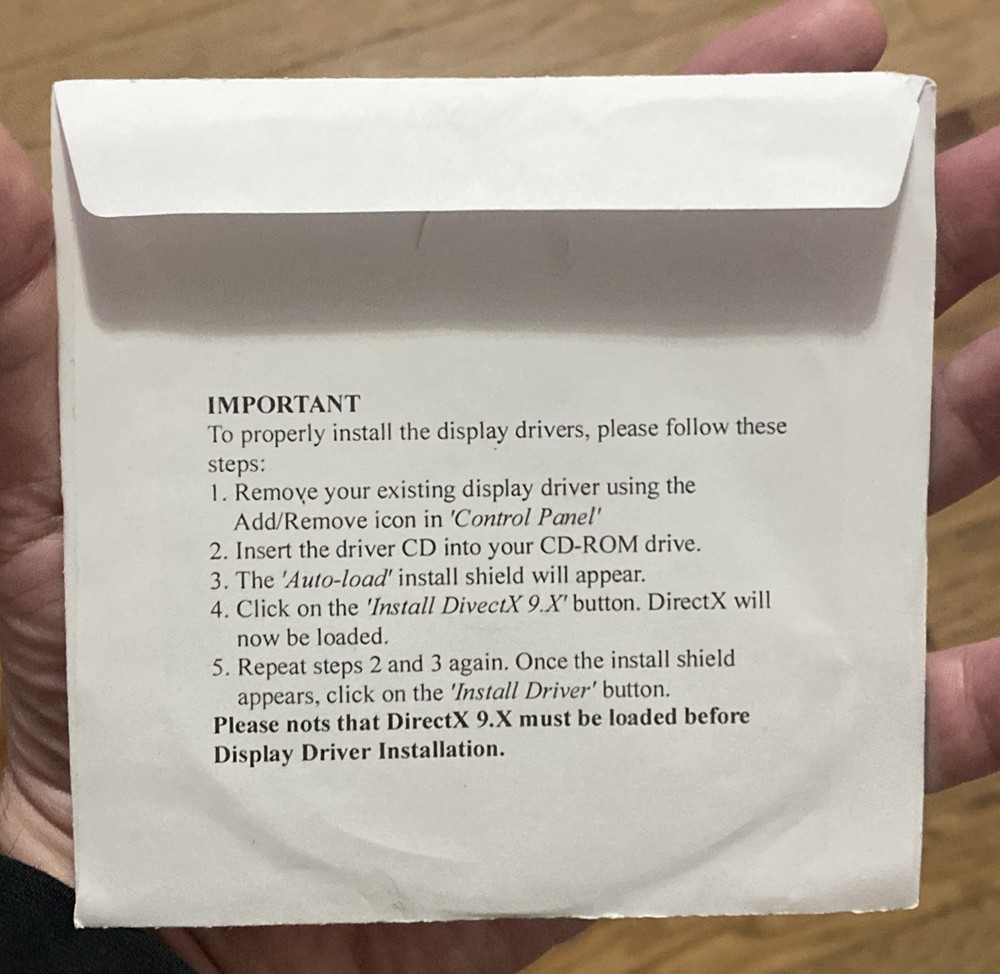 IMPORTANT
To properly install the display drivers, please follow these
steps:
1. Remove your existing display driver using the
Add/Remove icon in 'Control Panel'
2. Insert the driver CD into your CD-ROM drive.
3. The 'Auto-load' install shield will appear.
4. Click on the 'Install DivectX 9.X' button. DirectX will
now be loaded.
5. Repeat steps 2 and 3 again. Once the install shield
appears, click on the 'Install Driver' button.
Please nots that DirectX 9.X must be loaded before
Display Driver Installation.